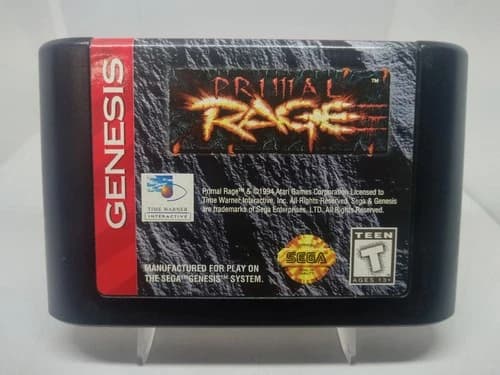 GENESIS
PRIMAL
RAGE
TM
TIME WARNER
INTERACTIVE
Primal Rage™ & ©1994 Atari Games Corporation Licensed to
Time Warner Interactive, Inc. All Rights Reserved. Sega & Genesis
are trademarks of Sega Enterprises, LTD. All Rights Reserved.
MANUFACTURED FOR PLAY ON
THE SEGA™ GENESIS™ SYSTEM.
SEGA
TEEN
T
AGES 13+